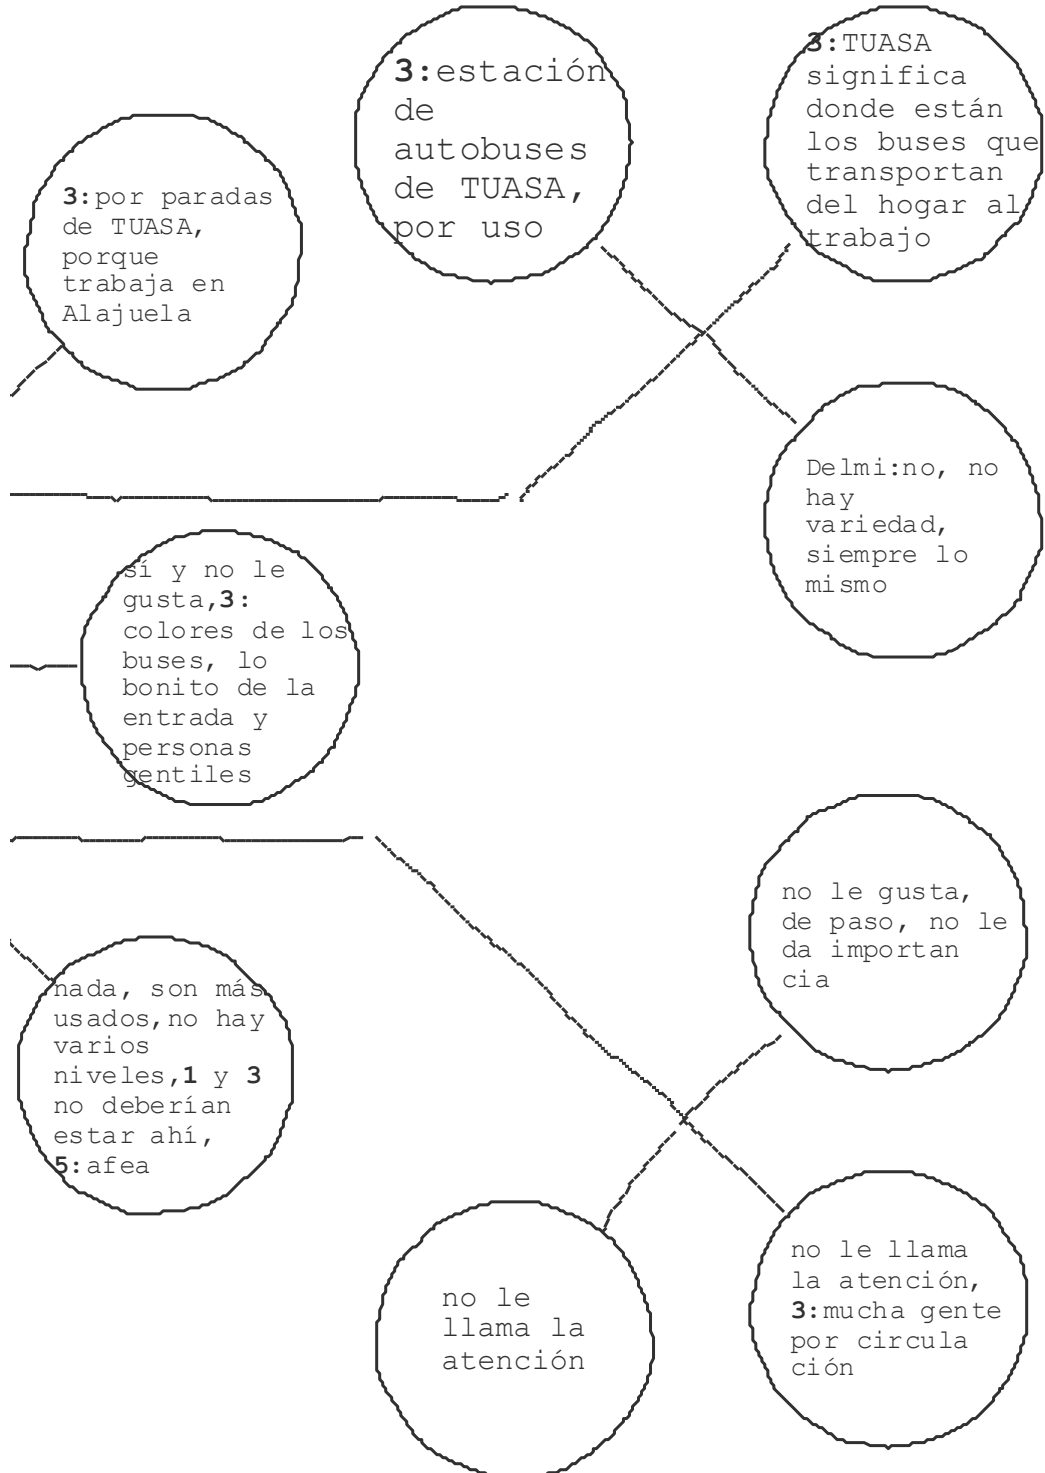 3:estación
de
autobuses
de TUASA,
por uso
3:TUASA
significa
donde están
los buses que
transportan
del hogar al
trabajo
3:por paradas
de TUASA,
porque
trabaja en
Alajuela
Delmi:no, no
hay
variedad,
siempre lo
mismo
sí y no le
gusta,3:
colores de los
buses, lo
bonito de la
entrada y
personas
gentiles
no le gusta,
de paso, no le
da importan
cia
nada, son más
usados,no hay
varios
niveles,1 y 3
no deberían
estar ahí,
5:afea
no le llama
la atención,
3:mucha gente
por circula
ción
no le
llama la
atención